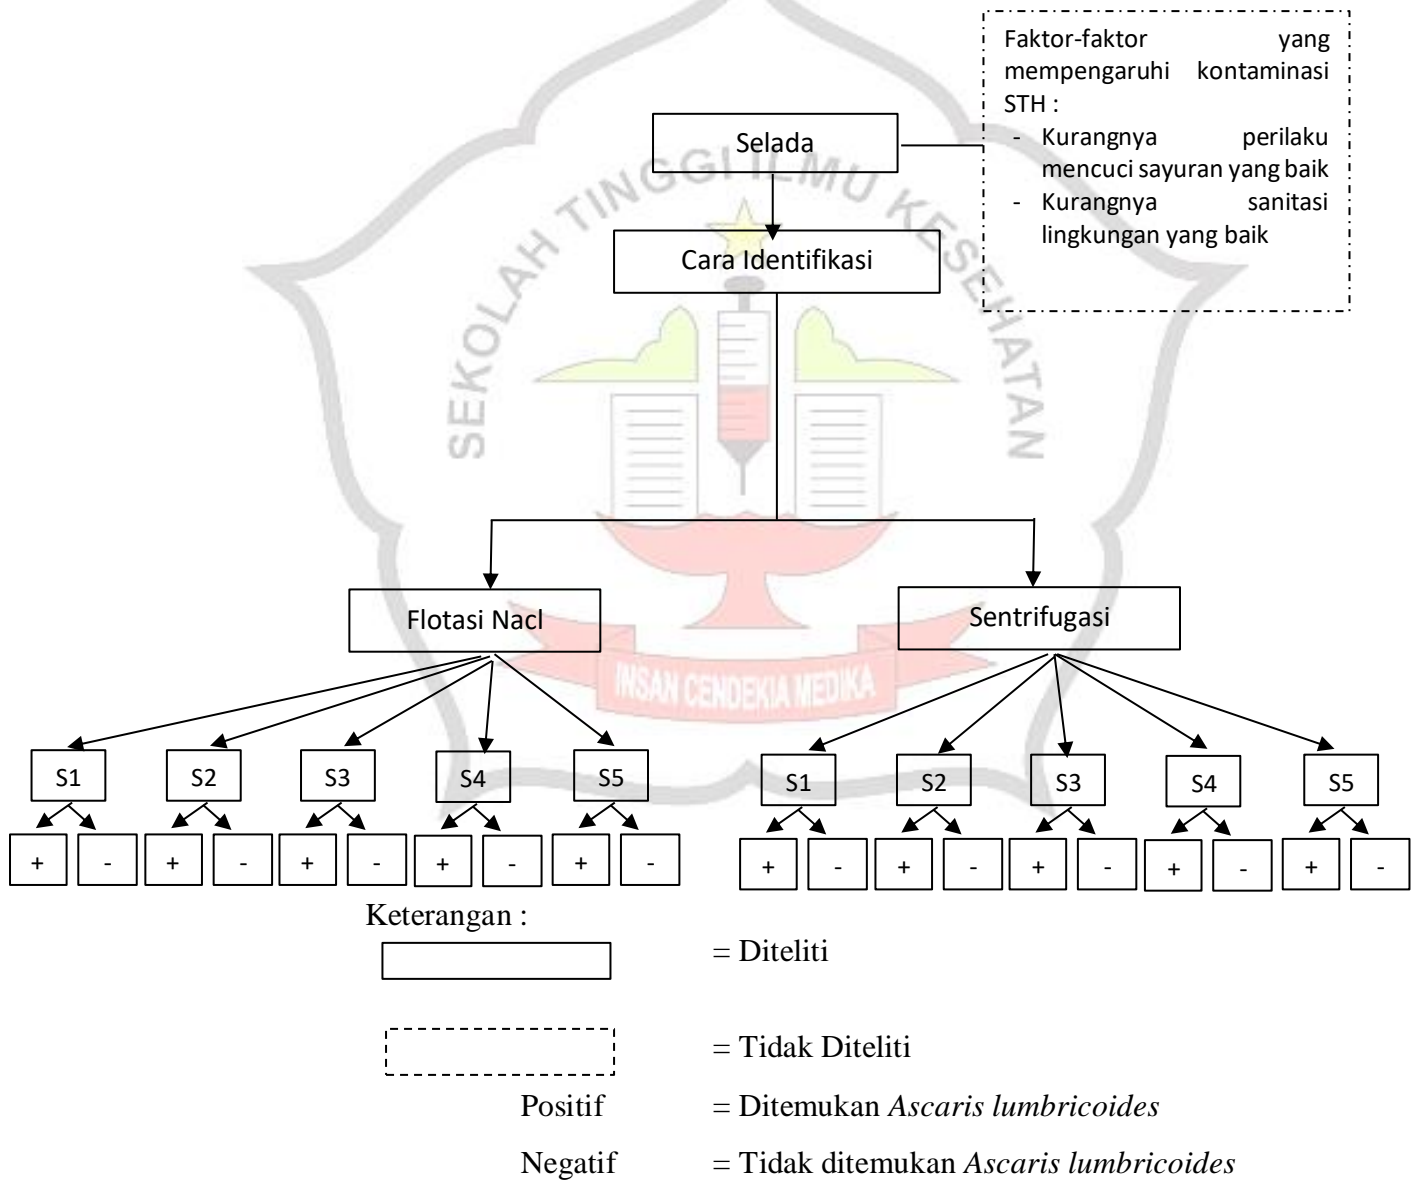 Faktor-faktor yang
mempengaruhi kontaminasi
STH :
- Kurangnya perilaku
mencuci sayuran yang baik
- Kurangnya sanitasi
lingkungan yang baik
Selada
SEKOLAH TINGGI ILMU KESEHATAN
Cara Identifikasi
Flotasi Nacl
Sentrifugasi
INSAN CENDEKIA MEDIKA
S1 S2 S3 S4 S5 S1 S2 S3 S4 S5
+ - + - + - + - + - + - + - + - + - + -
Keterangan :
= Diteliti
= Tidak Diteliti
Positif = Ditemukan Ascaris lumbricoides
Negatif = Tidak ditemukan Ascaris lumbricoides